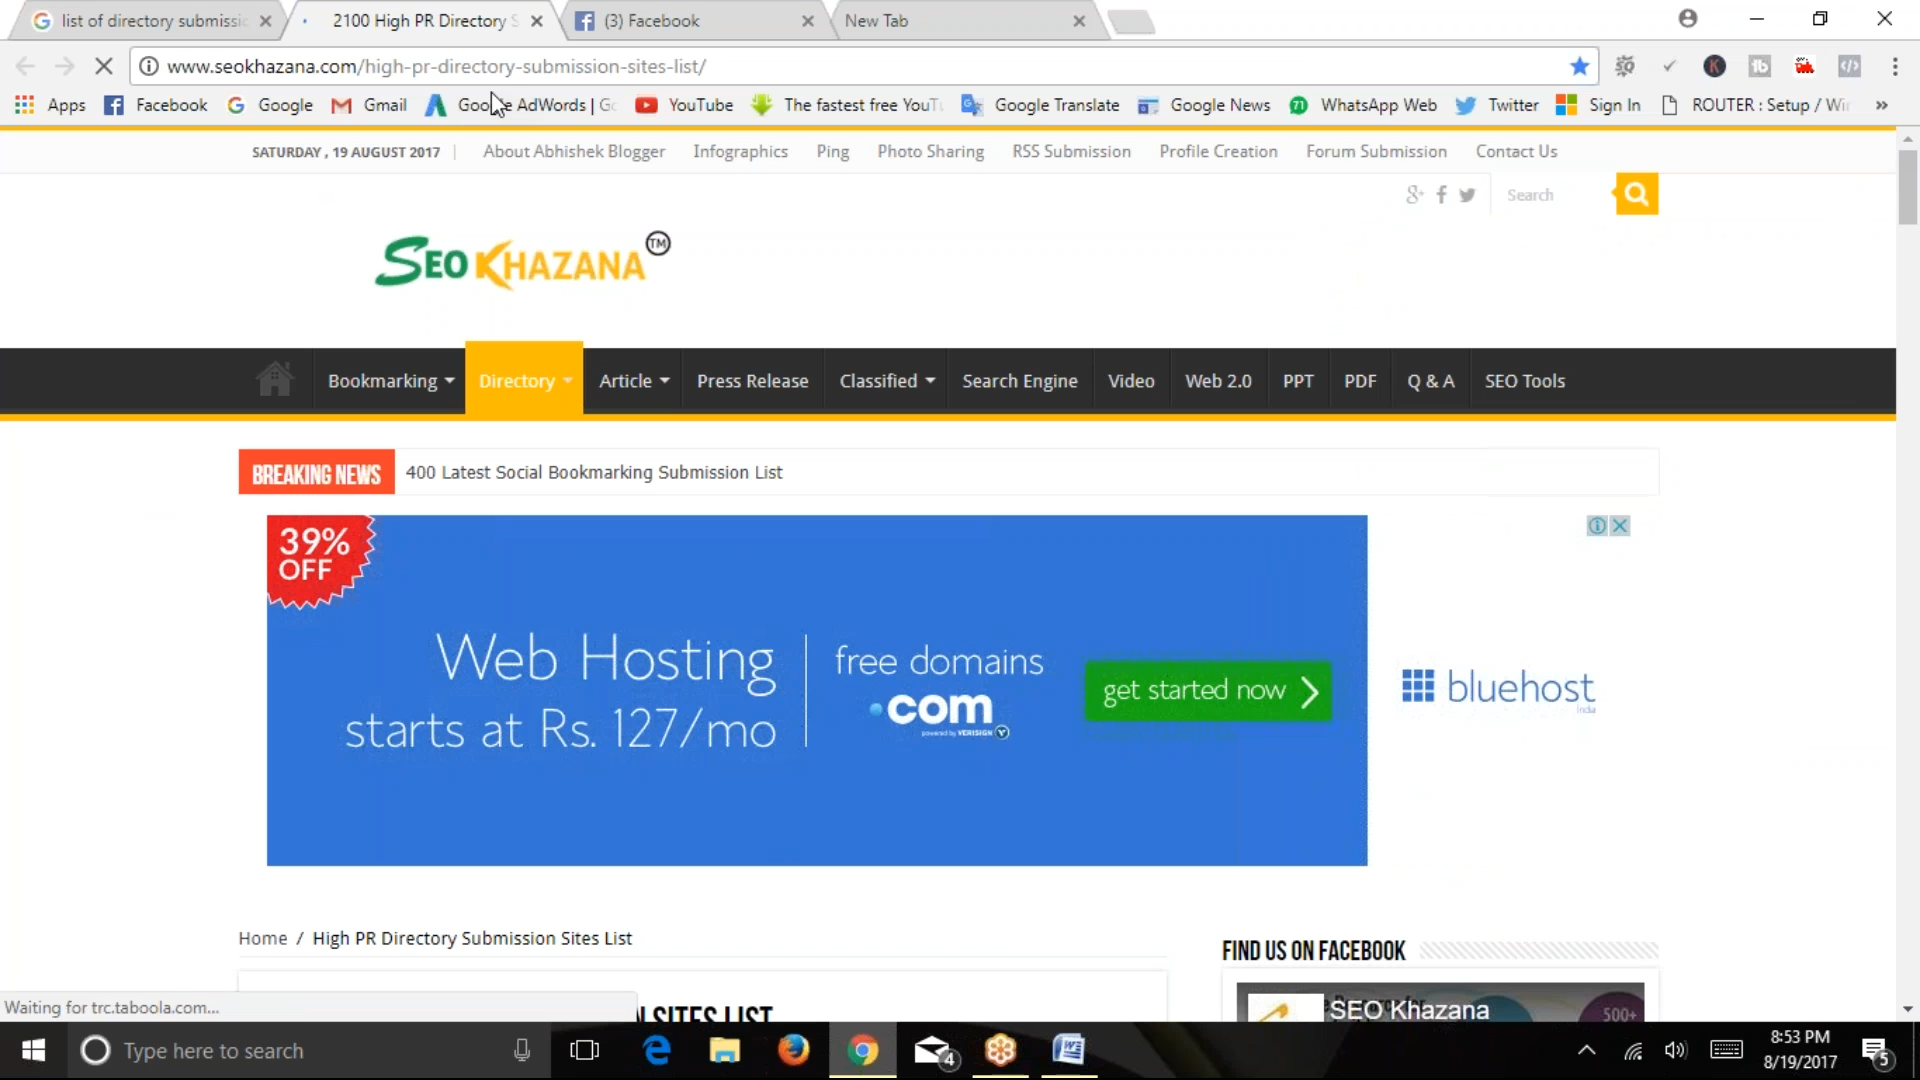 list of directory submissi
2100 High PR Directory S
(3) Facebook
New Tab
www.seokhazana.com/high-pr-directory-submission-sites-list/
Apps
Facebook
Google
Gmail
Google AdWords | Go
YouTube
The fastest free YouTu
Google Translate
Google News
WhatsApp Web
Twitter
Sign In
ROUTER : Setup / Wi
»
SATURDAY , 19 AUGUST 2017
About Abhishek Blogger
Infographics
Ping
Photo Sharing
RSS Submission
Profile Creation
Forum Submission
Contact Us
Search
SEO KHAZANA TM
Bookmarking
Directory
Article
Press Release
Classified
Search Engine
Video
Web 2.0
PPT
PDF
Q & A
SEO Tools
BREAKING NEWS
400 Latest Social Bookmarking Submission List
39%
OFF
Web Hosting
starts at Rs. 127/mo
free domains
.com
powered by VERISIGN
get started now
bluehost
India
Home / High PR Directory Submission Sites List
FIND US ON FACEBOOK
N SITES LIST
SEO Khazana
500+
Waiting for trc.taboola.com...
Type here to search
4
8:53 PM
8/19/2017
5